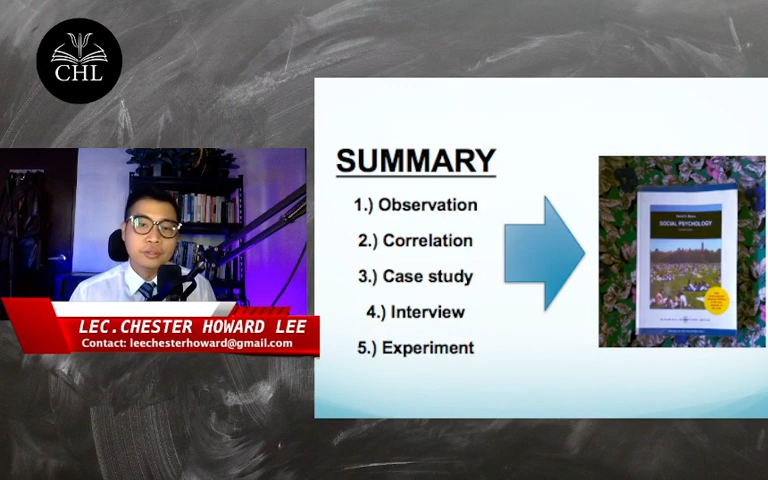 CHL
SUMMARY
1.) Observation
2.) Correlation
3.) Case study
4.) Interview
5.) Experiment
SOCIAL PSYCHOLOGY
LEC.CHESTER HOWARD LEE
Contact: leechesterhoward@gmail.com